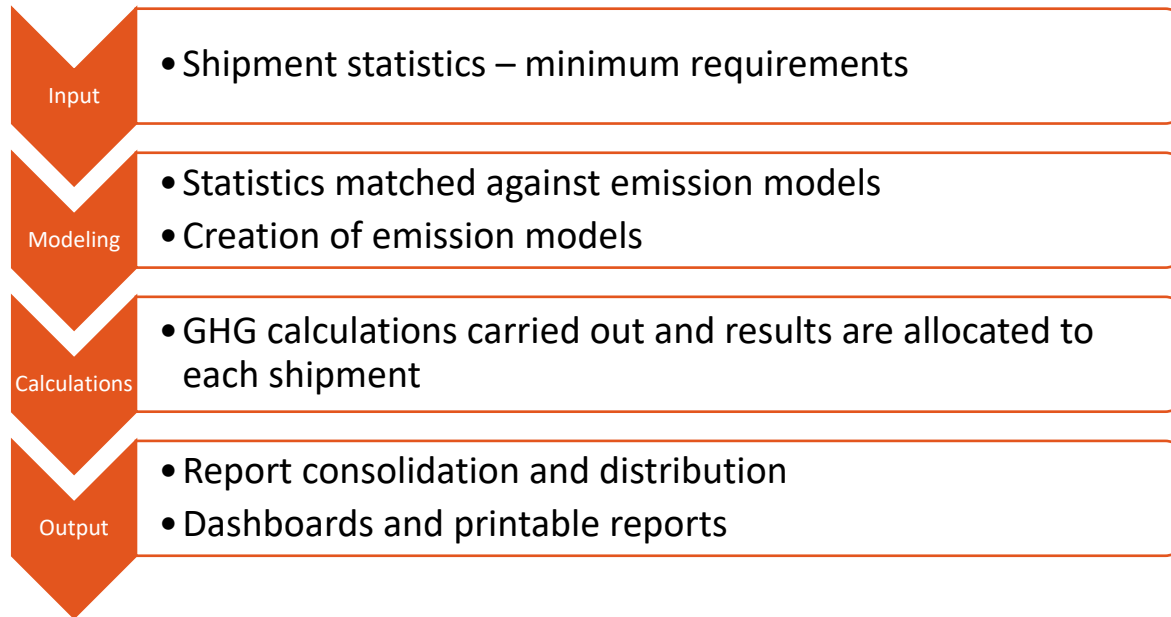 Input
• Shipment statistics – minimum requirements
Modeling
• Statistics matched against emission models
• Creation of emission models
Calculations
• GHG calculations carried out and results are allocated to
each shipment
Output
• Report consolidation and distribution
• Dashboards and printable reports